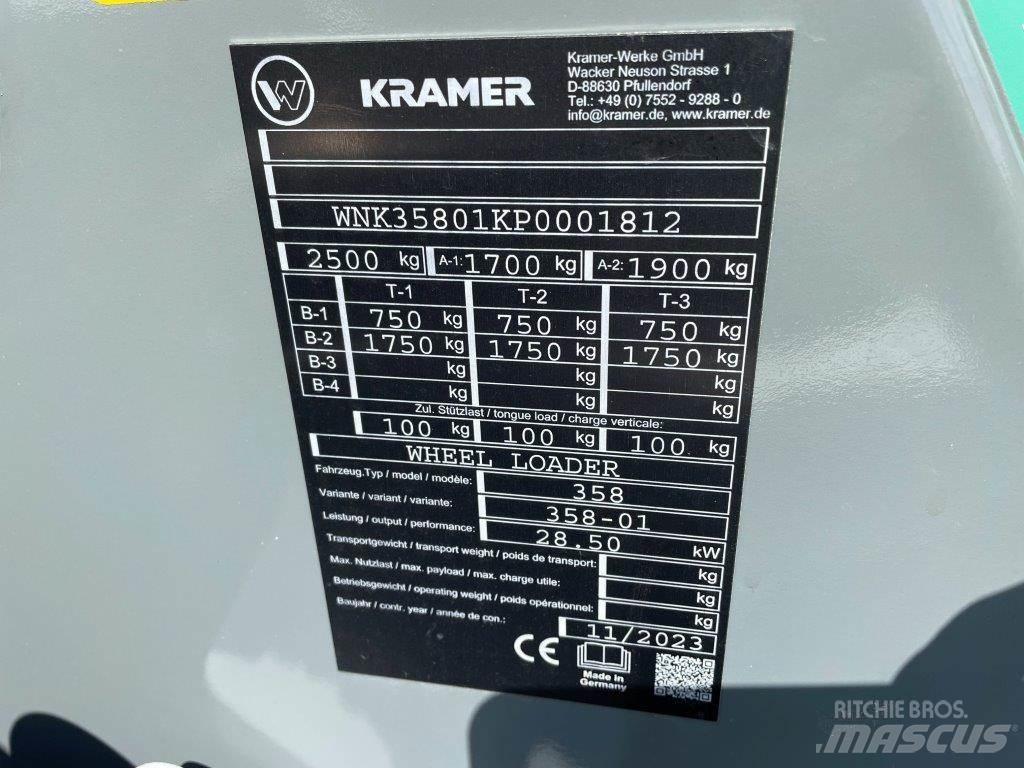 W
KRAMER
Kramer-Werke GmbH
Wacker Neuson Strasse 1
D-88630 Pfullendorf
Tel.: +49 (0) 7552 - 9288 - 0
info@kramer.de, www.kramer.de
WNK35801KP0001812
2500 kg A-1: 1700 kg A-2: 1900 kg
T-1 T-2 T-3
B-1 750 kg 750 kg 750 kg
B-2 1750 kg 1750 kg 1750 kg
B-3 kg kg kg
B-4 kg kg kg
Zul. Stützlast / tongue load / charge verticale:
100 kg 100 kg 100 kg
WHEEL LOADER
Fahrzeug.Typ / model / modèle: 358
Variante / variant / variante: 358-01
Leistung / output / performance: 28.50 kW
Transportgewicht / transport weight / poids de transport: kg
Max. Nutzlast / max. payload / max. charge utile: kg
Betriebsgewicht / operating weight / poids opérationnel: kg
Baujahr / contr. year / année de con.: 11/2023
CE
Made in
Germany
RITCHIE BROS.
MASCUS